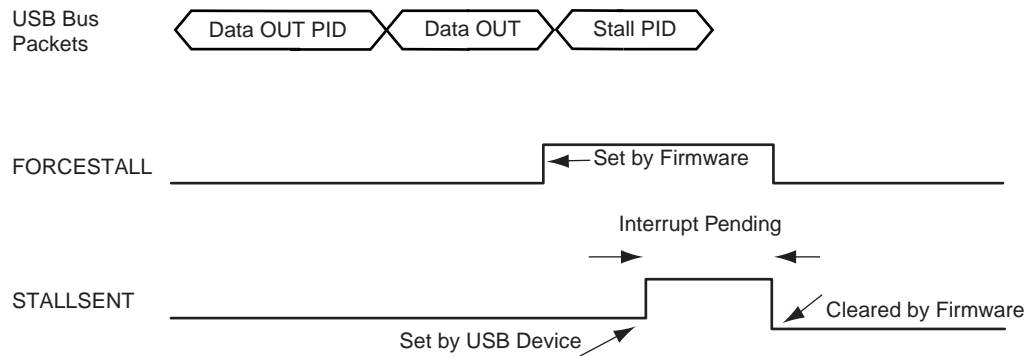 USB Bus
Packets
Data OUT PID
Data OUT
Stall PID
FORCESTALL
Set by Firmware
Interrupt Pending
STALLSENT
Cleared by Firmware
Set by USB Device